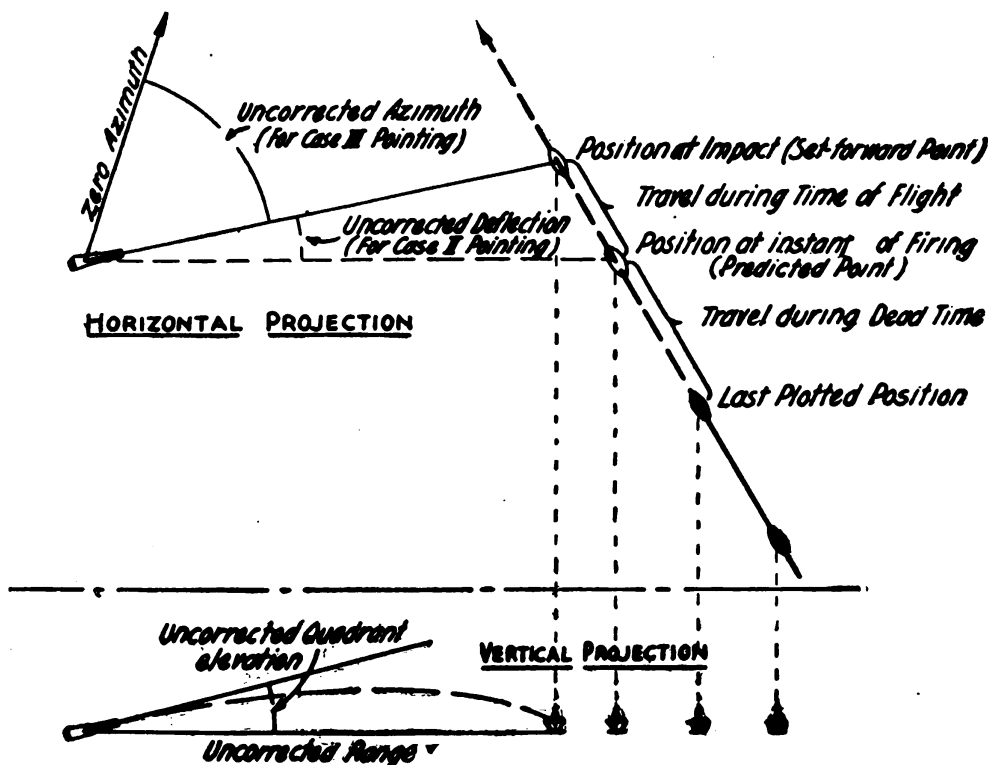 Zero Azimuth
Uncorrected Azimuth
(For Case III Pointing)
Uncorrected Deflection
(For Case II Pointing)
Position at Impact (Set-forward Point)
Travel during Time of Flight
Position at instant of Firing
(Predicted Point)
Travel during Dead Time
Last Plotted Position
HORIZONTAL PROJECTION
Uncorrected Quadrant
elevation
VERTICAL PROJECTION
Uncorrected Range